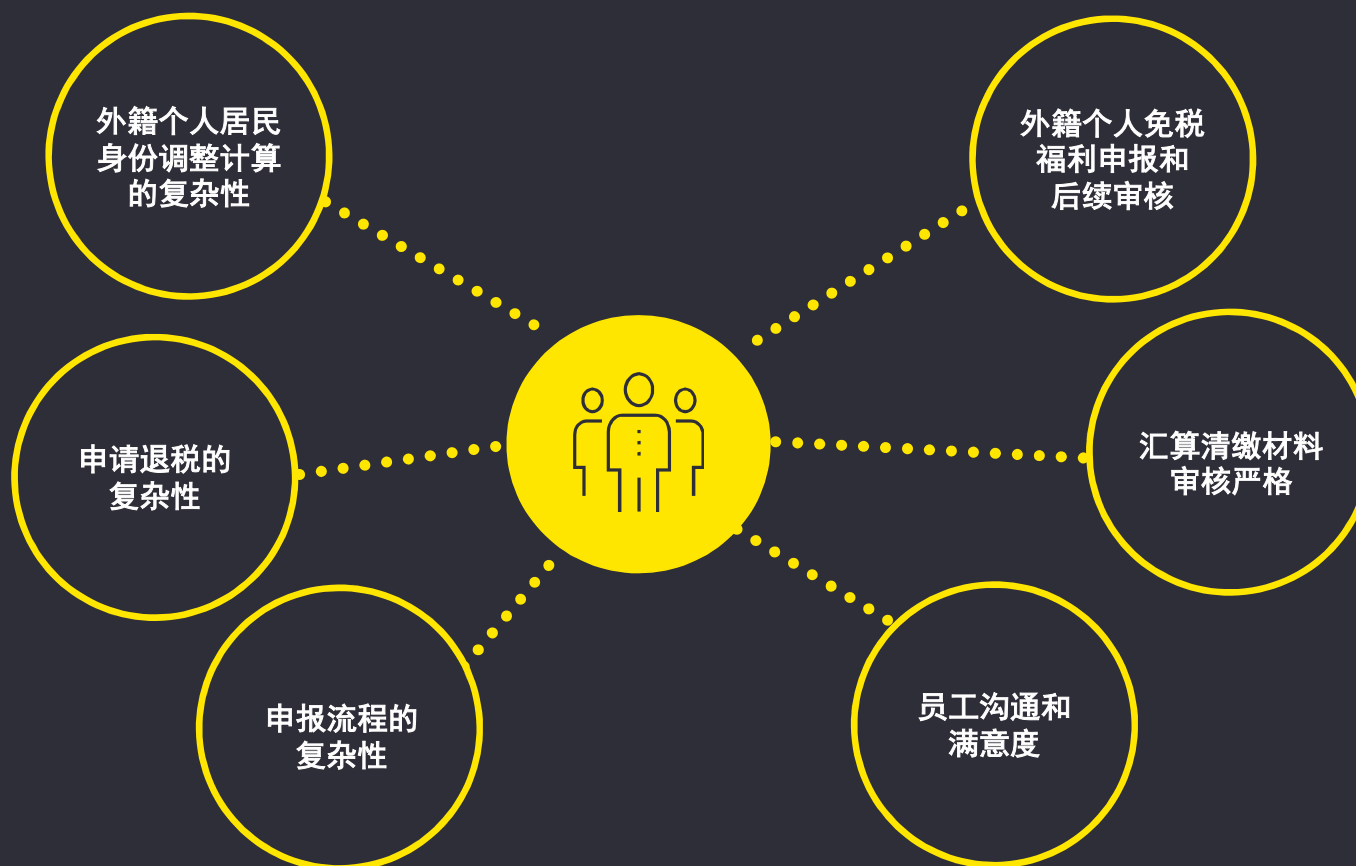 外籍个人居民
身份调整计算
的复杂性
外籍个人免税
福利申报和
后续审核
申请退税的
复杂性
汇算清缴材料
审核严格
申报流程的
复杂性
员工沟通和
满意度